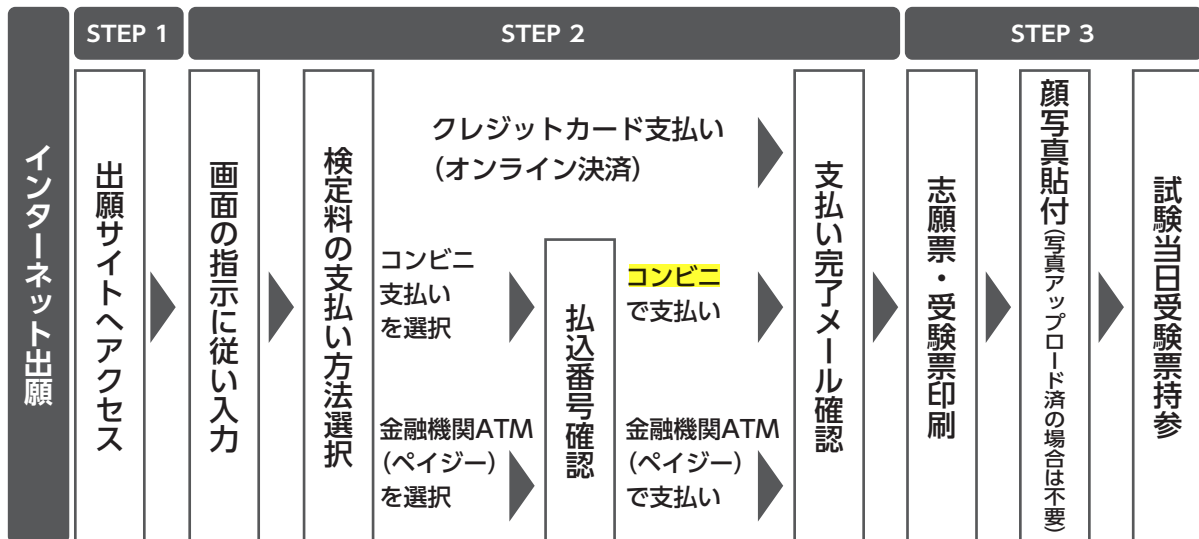 インターネット出願
STEP 1
出願サイトへアクセス
STEP 2
画面の指示に従い入力
検定料の支払い方法選択
クレジットカード支払い
（オンライン決済）
コンビニ
支払い
を選択
金融機関ATM
（ペイジー）
を選択
払込番号確認
コンビニ
で支払い
金融機関ATM
（ペイジー）
で支払い
支払い完了メール確認
STEP 3
志願票・受験票印刷
顔写真貼付（写真アップロード済の場合は不要）
試験当日受験票持参